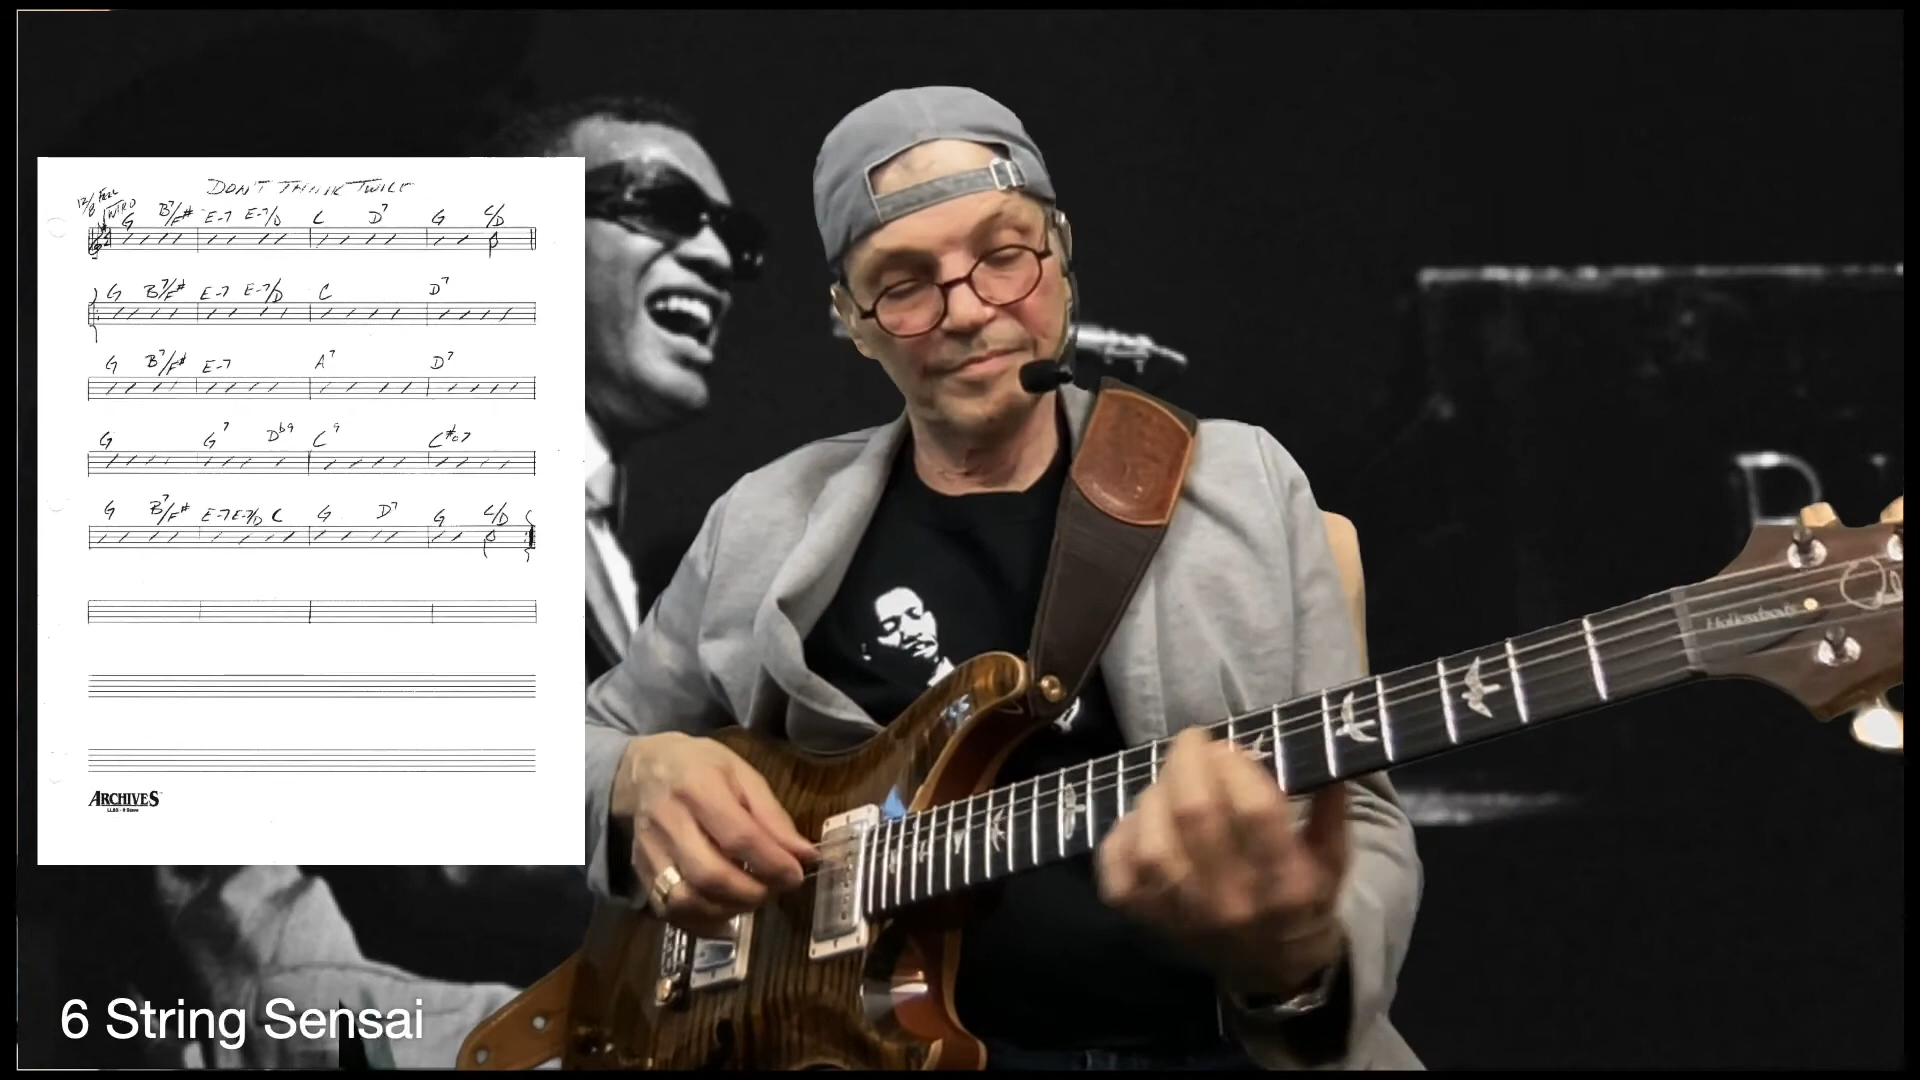 DON'T THINK TWICE
12/8 FEEL
INTRO
G B7/F# E-7 E-7/D C D7 G C/D
G B7/F# E-7 E-7/D C D7
G B7/F# E-7 A7 D7
G G7 Db9 C9 C#o7
G B7/F# E-7 E-7/D C G D7 G C/D
ARCHIVES
Hollowbody
6 String Sensai